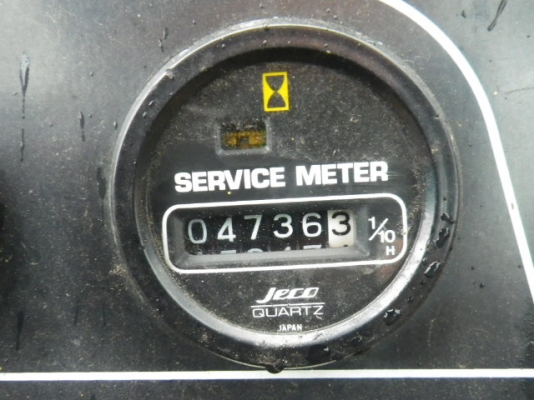 SERVICE METER
047363 1/10 H
Jeco
QUARTZ
JAPAN